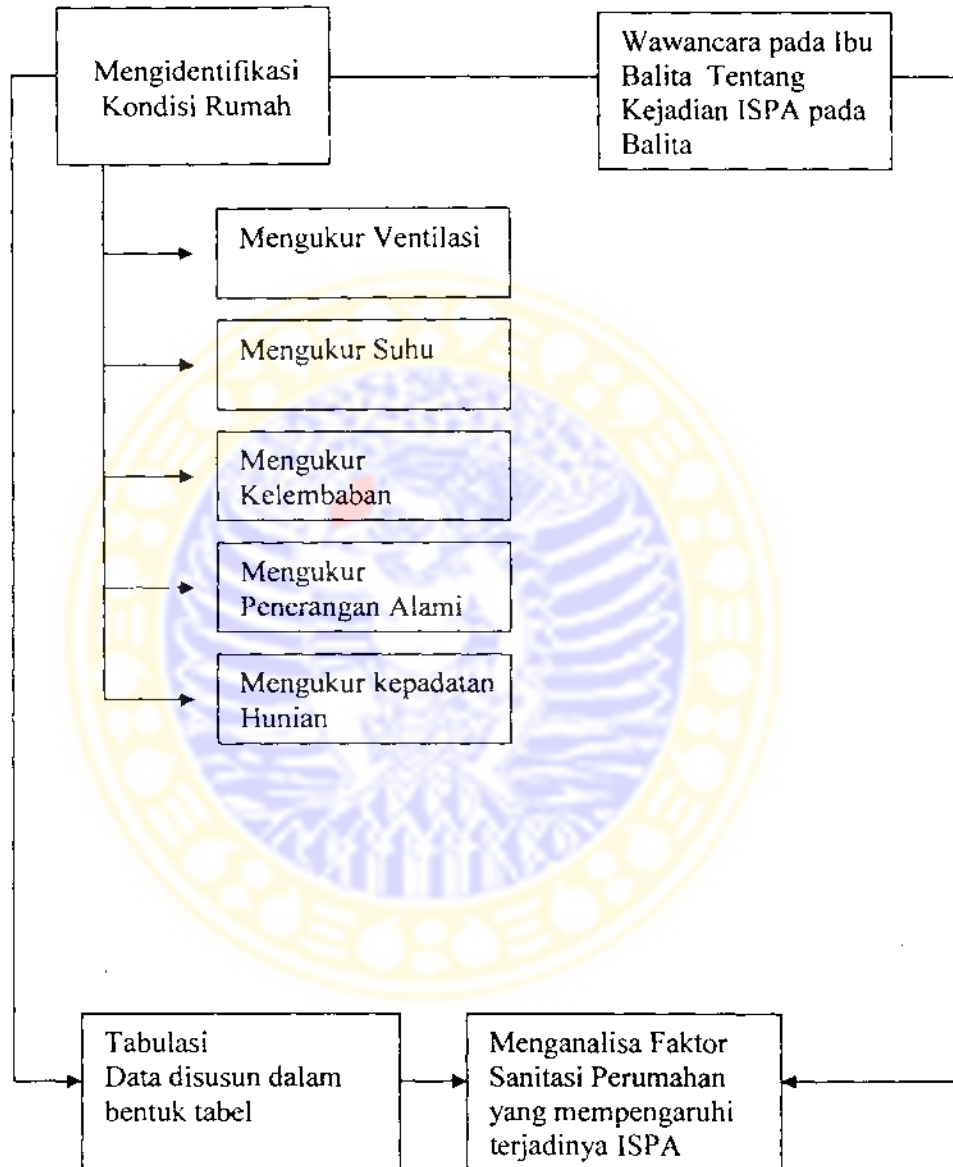 Mengidentifikasi
Kondisi Rumah
Wawancara pada Ibu
Balita Tentang
Kejadian ISPA pada
Balita
Mengukur Ventilasi
Mengukur Suhu
Mengukur
Kelembaban
Mengukur
Penerangan Alami
Mengukur kepadatan
Hunian
Tabulasi
Data disusun dalam
bentuk tabel
Menganalisa Faktor
Sanitasi Perumahan
yang mempengaruhi
terjadinya ISPA